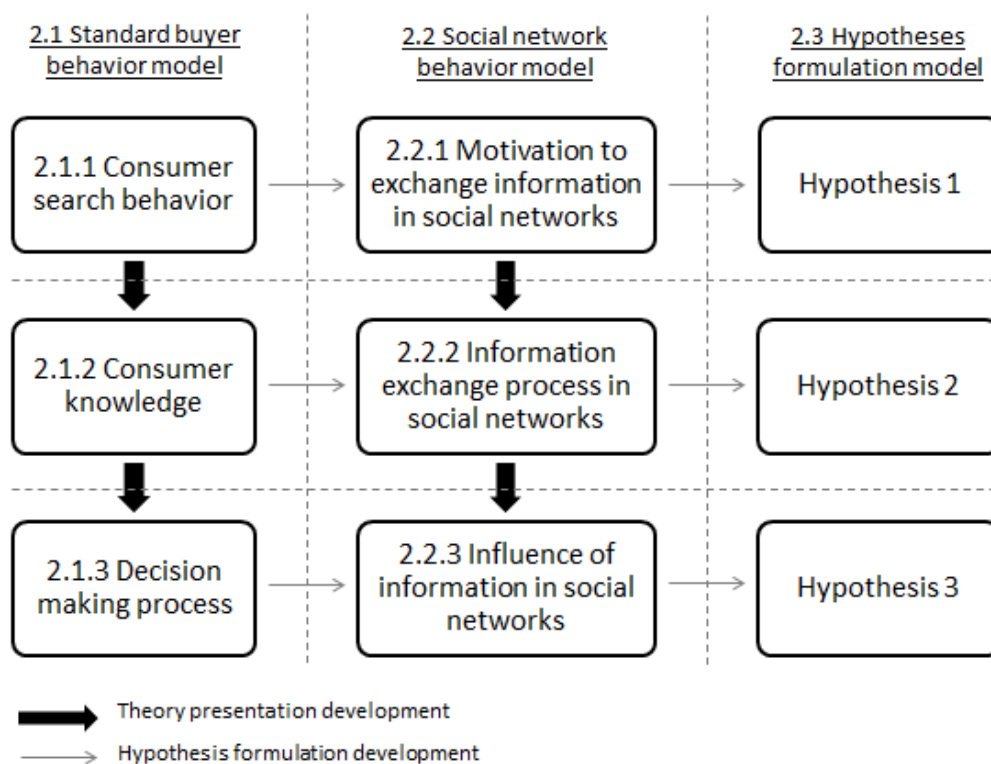 2.1 Standard buyer
behavior model
2.2 Social network
behavior model
2.3 Hypotheses
formulation model
2.1.1 Consumer
search behavior
2.2.1 Motivation to
exchange information
in social networks
Hypothesis 1
2.1.2 Consumer
knowledge
2.2.2 Information
exchange process in
social networks
Hypothesis 2
2.1.3 Decision
making process
2.2.3 Influence of
information in social
networks
Hypothesis 3
Theory presentation development
Hypothesis formulation development